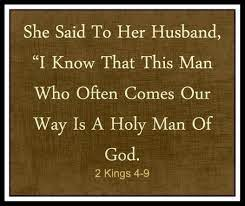 She Said To Her Husband,
“I Know That This Man
Who Often Comes Our
Way Is A Holy Man Of
God.
2 Kings 4-9